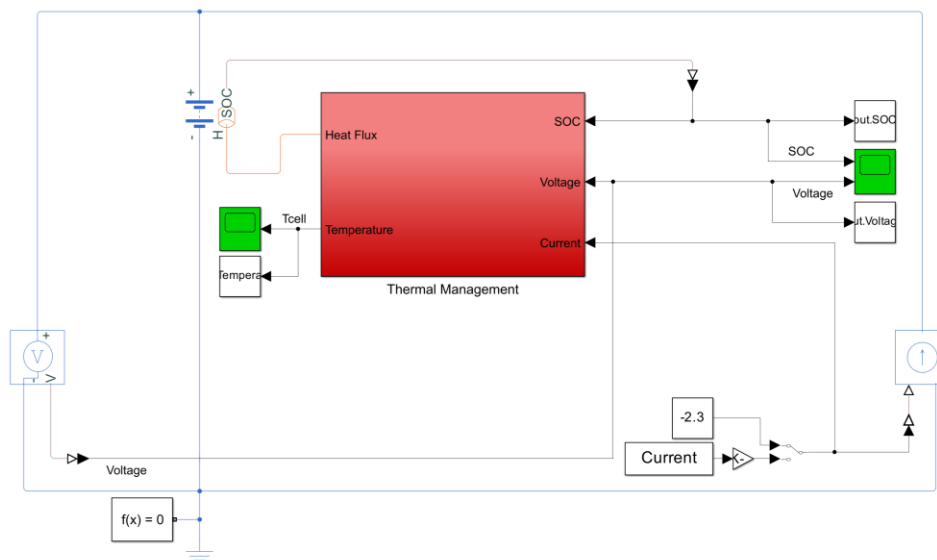 +
SOC
H
-
Heat Flux
SOC
Voltage
Current
Temperature
Thermal Management
Tcell
Tempera
out.SOC
SOC
Voltage
ut.Voltag
+
V
-
V
Voltage
-2.3
Current
K-
f(x) = 0